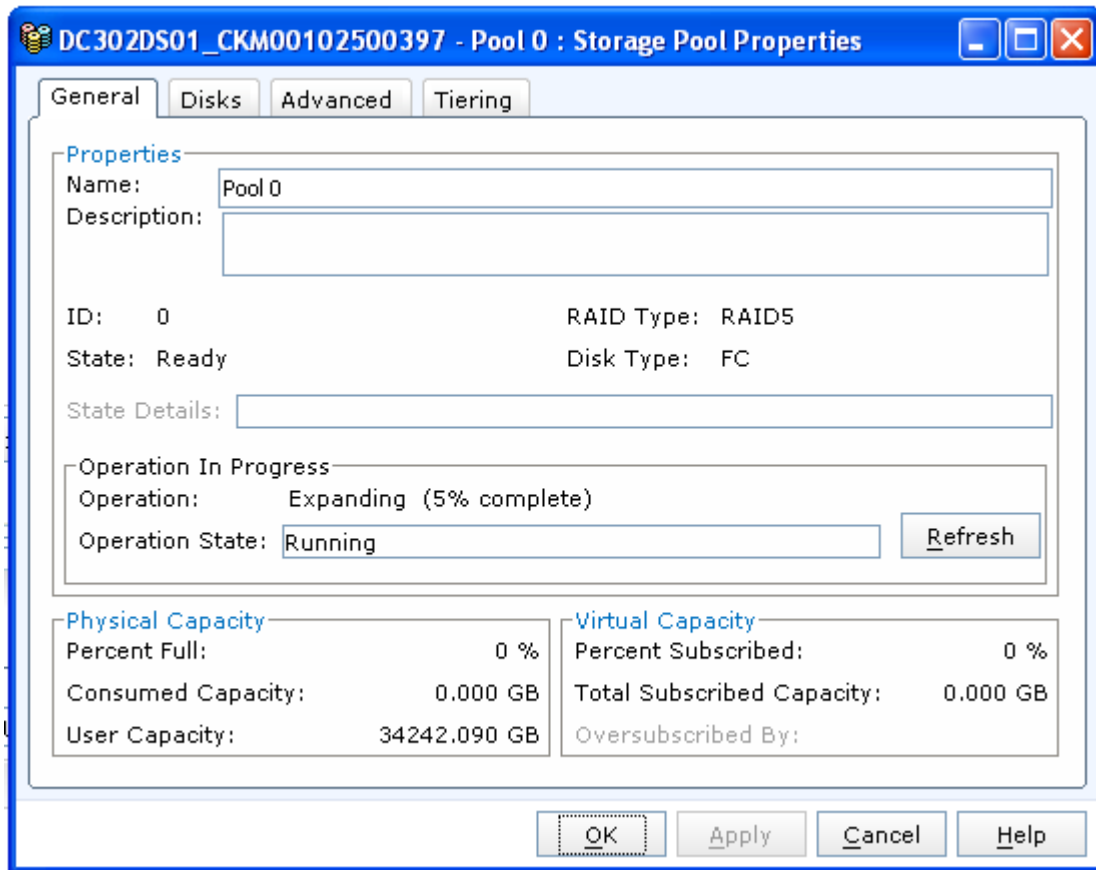 DC302DS01_CKM00102500397 - Pool 0 : Storage Pool Properties
General Disks Advanced Tiering
Properties
Name: Pool 0
Description:
ID: 0 RAID Type: RAID5
State: Ready Disk Type: FC
State Details:
Operation In Progress
Operation: Expanding (5% complete)
Operation State: Running Refresh
Physical Capacity Virtual Capacity
Percent Full: 0 % Percent Subscribed: 0 %
Consumed Capacity: 0.000 GB Total Subscribed Capacity: 0.000 GB
User Capacity: 34242.090 GB Oversubscribed By:
OK Apply Cancel Help